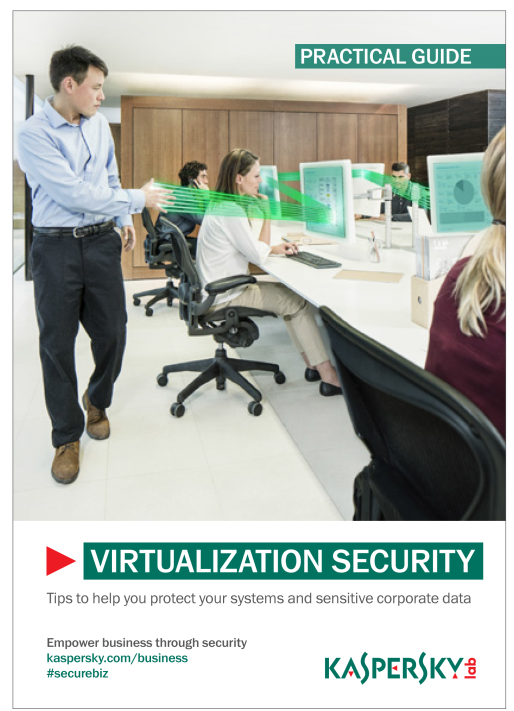 PRACTICAL GUIDE
VIRTUALIZATION SECURITY
Tips to help you protect your systems and sensitive corporate data
Empower business through security
kaspersky.com/business
#securebiz
KASPERSKY lab